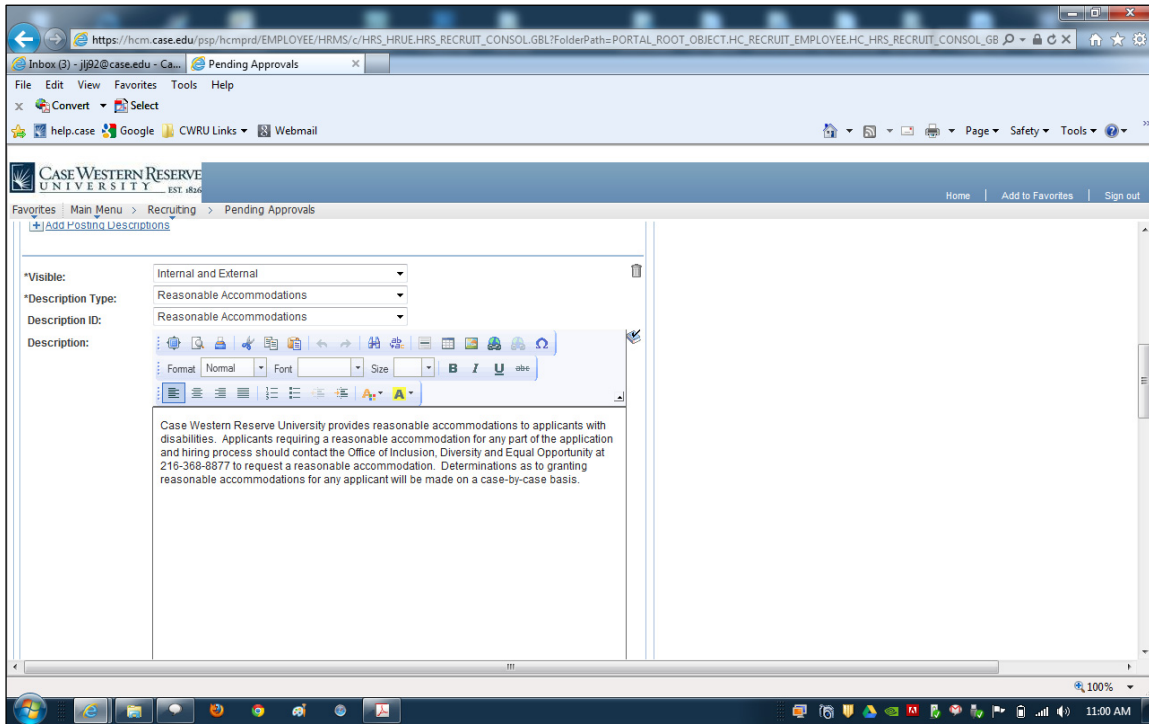 https://hcm.case.edu/psp/hcmprd/EMPLOYEE/HRMS/c/HRS_HRUE.HRS_RECRUIT_CONSOL.GBL?FolderPath=PORTAL_ROOT_OBJECT.HC_RECRUIT_EMPLOYEE.HC_HRS_RECRUIT_CONSOL_GB
Inbox (3) - jlj92@case.edu - Ca... Pending Approvals
File Edit View Favorites Tools Help
Convert Select
help.case Google CWRU Links Webmail Page Safety Tools
CASE WESTERN RESERVE
UNIVERSITY EST. 1826
Home | Add to Favorites | Sign out
Favorites Main Menu > Recruiting > Pending Approvals
Add Posting Descriptions
*Visible: Internal and External
*Description Type: Reasonable Accommodations
Description ID: Reasonable Accommodations
Description:
Format Normal Font Size B I U abc
Case Western Reserve University provides reasonable accommodations to applicants with
disabilities. Applicants requiring a reasonable accommodation for any part of the application
and hiring process should contact the Office of Inclusion, Diversity and Equal Opportunity at
216-368-8877 to request a reasonable accommodation. Determinations as to granting
reasonable accommodations for any applicant will be made on a case-by-case basis.
100%
11:00 AM